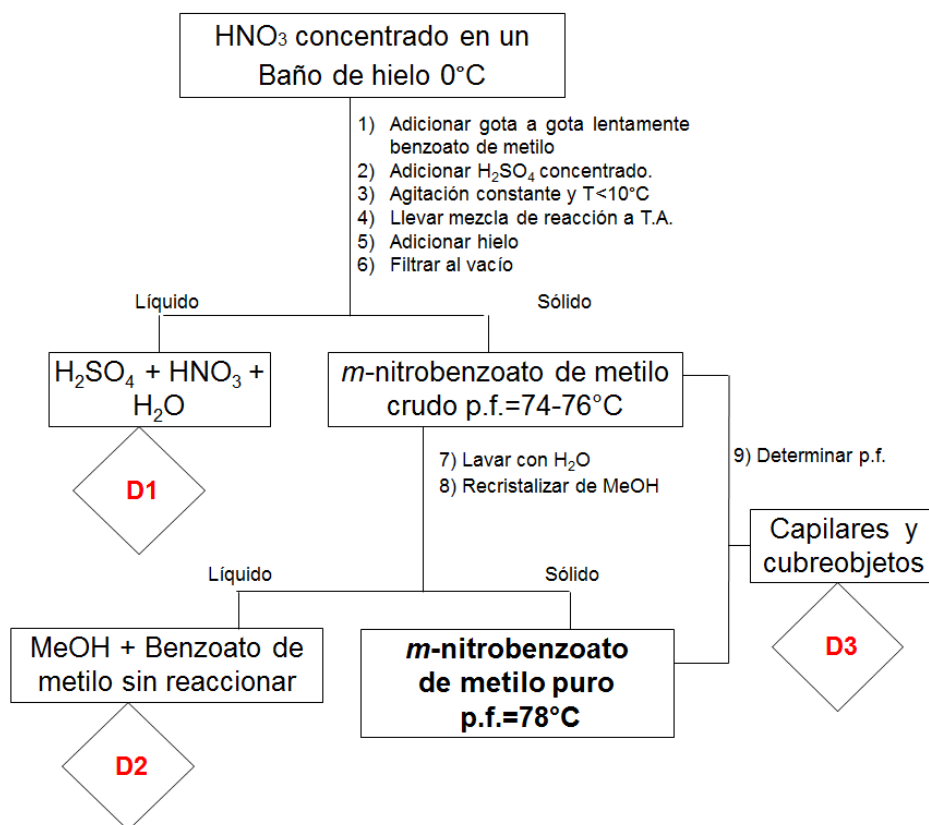 HNO₃ concentrado en un
Baño de hielo 0°C
1) Adicionar gota a gota lentamente
benzoato de metilo
2) Adicionar H₂SO₄ concentrado.
3) Agitación constante y T<10°C
4) Llevar mezcla de reacción a T.A.
5) Adicionar hielo
6) Filtrar al vacío
Líquido
Sólido
H₂SO₄ + HNO₃ +
H₂O
m-nitrobenzoato de metilo
crudo p.f.=74-76°C
D1
7) Lavar con H₂O
8) Recristalizar de MeOH
9) Determinar p.f.
Capilares y
cubreobjetos
D3
Líquido
Sólido
MeOH + Benzoato de
metilo sin reaccionar
m-nitrobenzoato
de metilo puro
p.f.=78°C
D2